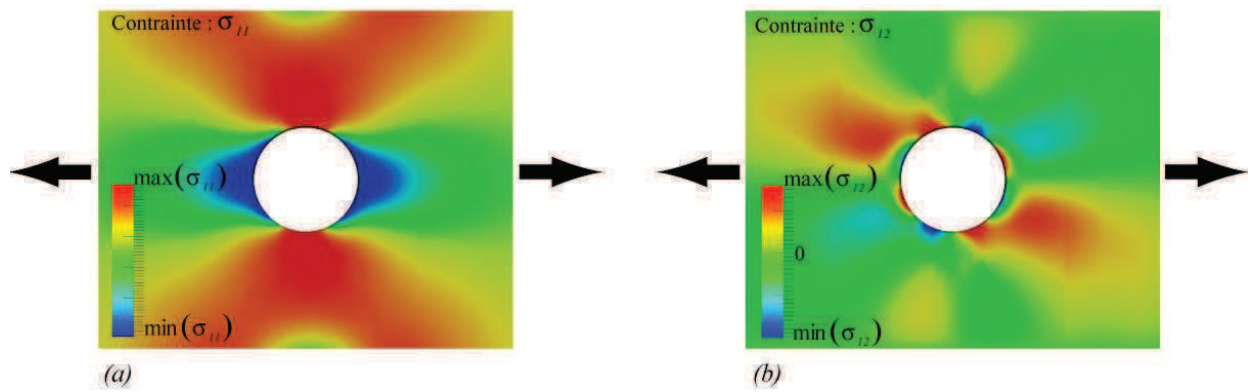 Contrainte : σ₁₁
max(σ₁₁)
min(σ₁₁)
(a)
Contrainte : σ₁₂
max(σ₁₂)
0
min(σ₁₂)
(b)